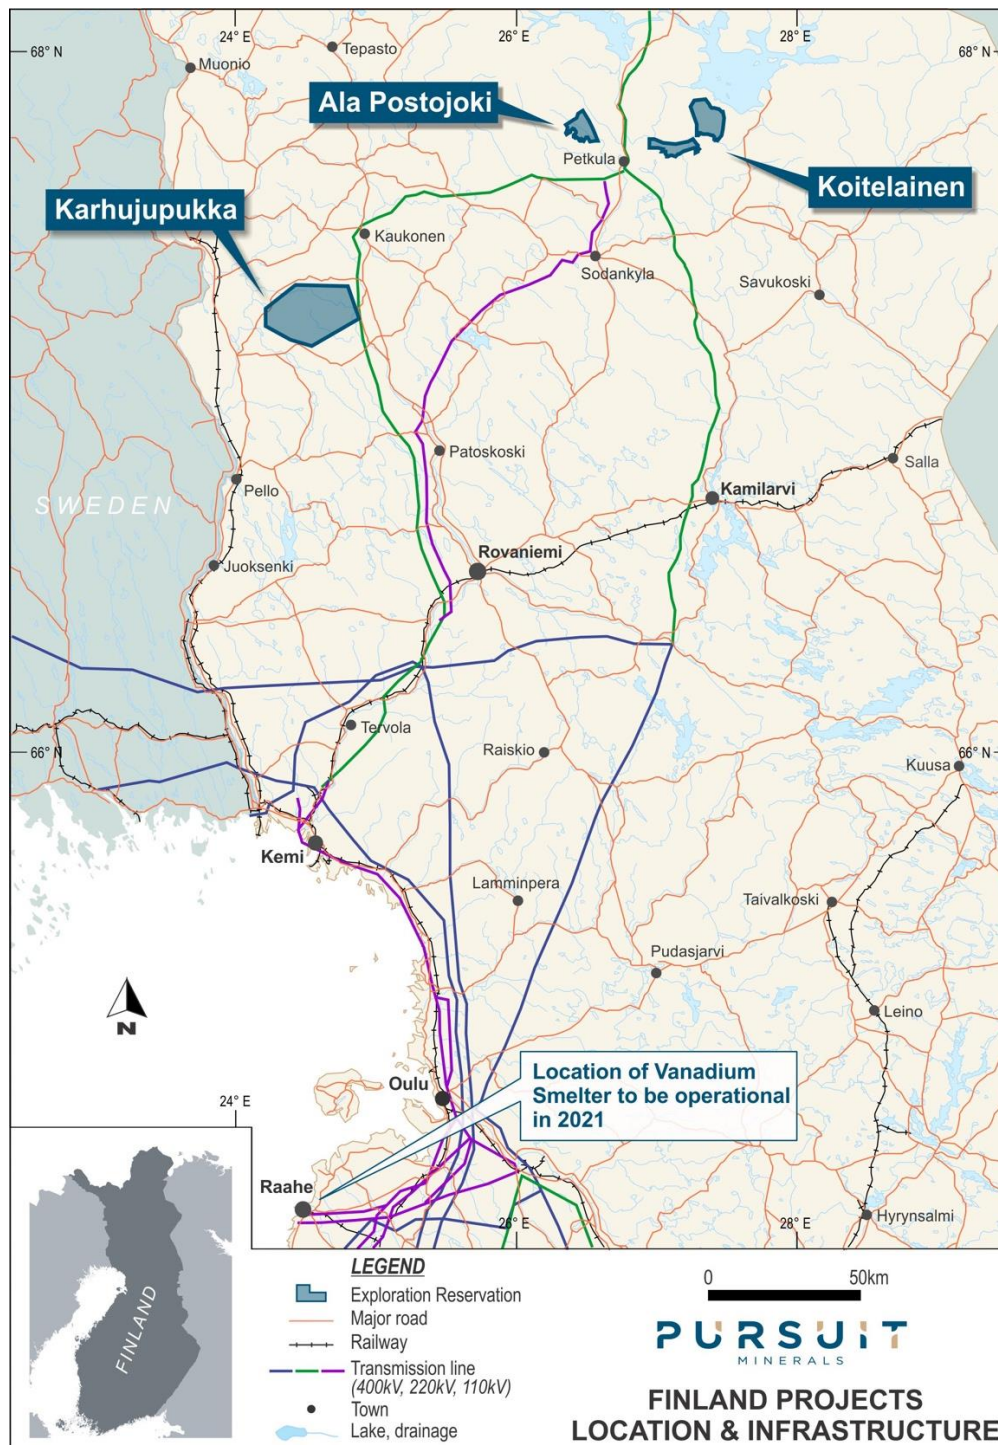 24° E
26° E
28° E
68° N
68° N
Tepasto
Muonio
Ala Postojoki
Petkula
Koitelainen
Karhujupukka
Kaukonen
Sodankyla
Savukoski
Patoskoski
Salla
Pello
Kamilarvi
SWEDEN
Rovaniemi
Juoksenki
Tervola
Raiskio
66° N
66° N
Kuusa
Kemi
Lamminpera
Taivalkoski
Pudasjarvi
N
Leino
Location of Vanadium
Smelter to be operational
in 2021
Oulu
24° E
Raahe
26° E
28° E
Hyrynsalmi
FINLAND
LEGEND
Exploration Reservation
Major road
Railway
Transmission line
(400kV, 220kV, 110kV)
Town
Lake, drainage
0 50km
PURSUIT
MINERALS
FINLAND PROJECTS
LOCATION & INFRASTRUCTURE